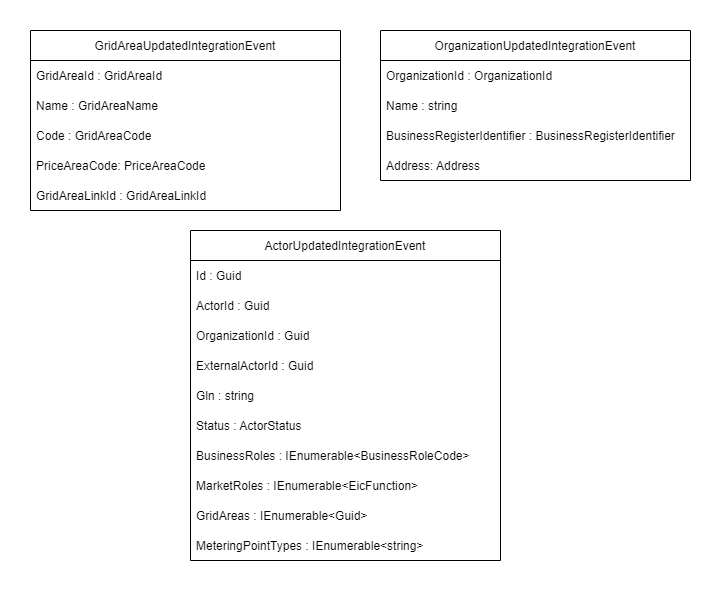 GridAreaUpdatedIntegrationEvent
GridAreaId : GridAreaId
Name : GridAreaName
Code : GridAreaCode
PriceAreaCode: PriceAreaCode
GridAreaLinkId : GridAreaLinkId
OrganizationUpdatedIntegrationEvent
OrganizationId : OrganizationId
Name : string
BusinessRegisterIdentifier : BusinessRegisterIdentifier
Address: Address
ActorUpdatedIntegrationEvent
Id : Guid
ActorId : Guid
OrganizationId : Guid
ExternalActorId : Guid
Gln : string
Status : ActorStatus
BusinessRoles : IEnumerable<BusinessRoleCode>
MarketRoles : IEnumerable<EicFunction>
GridAreas : IEnumerable<Guid>
MeteringPointTypes : IEnumerable<string>